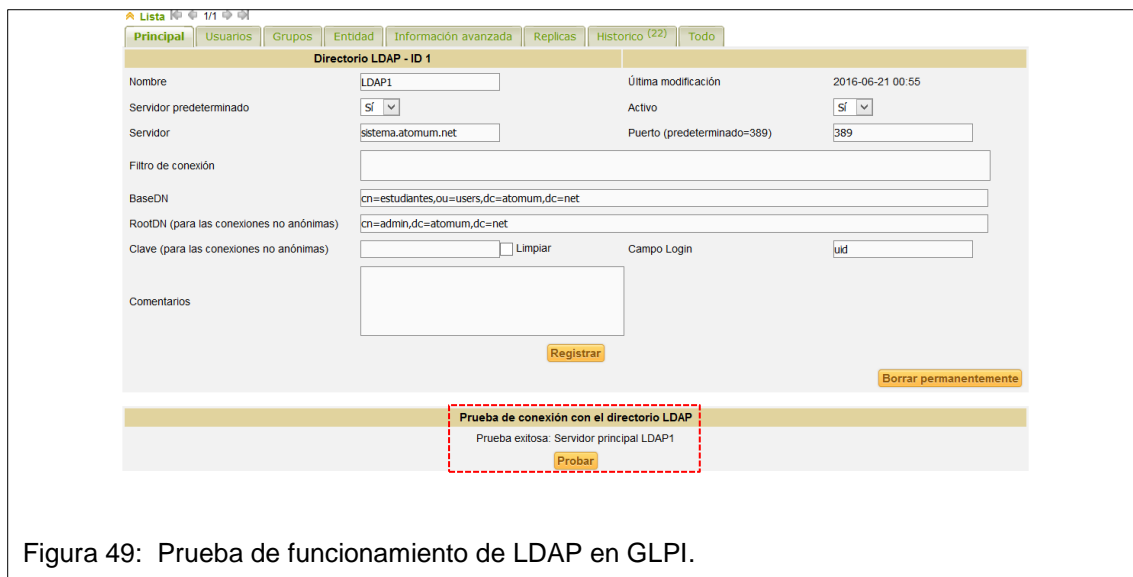 Lista 1/1
Principal Usuarios Grupos Entidad Información avanzada Replicas Historico (22) Todo
Directorio LDAP - ID 1
Nombre LDAP1 Última modificación 2016-06-21 00:55
Servidor predeterminado Sí Activo Sí
Servidor sistema.atomum.net Puerto (predeterminado=389) 389
Filtro de conexión
BaseDN cn=estudiantes,ou=users,dc=atomum,dc=net
RootDN (para las conexiones no anónimas) cn=admin,dc=atomum,dc=net
Clave (para las conexiones no anónimas) Limpiar Campo Login uid
Comentarios
Registrar
Borrar permanentemente
Prueba de conexión con el directorio LDAP
Prueba exitosa: Servidor principal LDAP1
Probar
Figura 49: Prueba de funcionamiento de LDAP en GLPI.